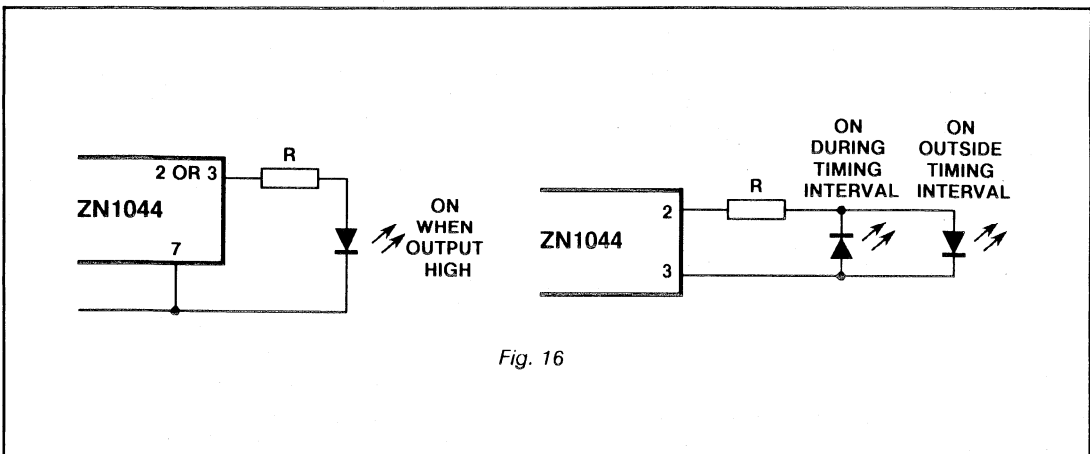 2 OR 3
R
ZN1044
7
ON
WHEN
OUTPUT
HIGH
2
R
ZN1044
3
ON
DURING
TIMING
INTERVAL
ON
OUTSIDE
TIMING
INTERVAL
Fig. 16